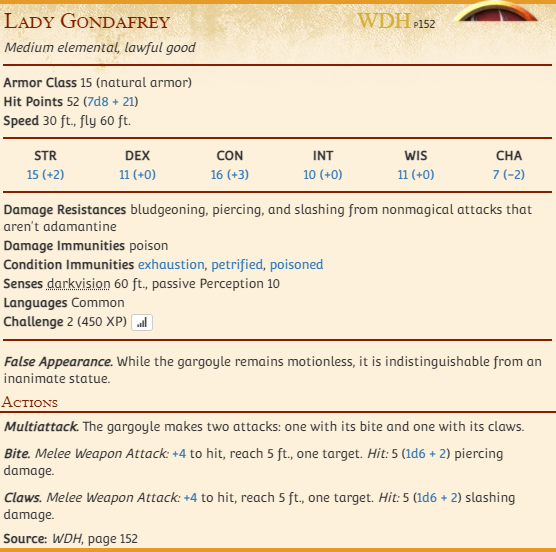 Lady Gondafrey WDH p152
Medium elemental, lawful good
Armor Class 15 (natural armor)
Hit Points 52 (7d8 + 21)
Speed 30 ft., fly 60 ft.
STR DEX CON INT WIS CHA
15 (+2) 11 (+0) 16 (+3) 10 (+0) 11 (+0) 7 (−2)
Damage Resistances bludgeoning, piercing, and slashing from nonmagical attacks that
aren't adamantine
Damage Immunities poison
Condition Immunities exhaustion, petrified, poisoned
Senses darkvision 60 ft., passive Perception 10
Languages Common
Challenge 2 (450 XP)
False Appearance. While the gargoyle remains motionless, it is indistinguishable from an
inanimate statue.
Actions
Multiattack. The gargoyle makes two attacks: one with its bite and one with its claws.
Bite. Melee Weapon Attack: +4 to hit, reach 5 ft., one target. Hit: 5 (1d6 + 2) piercing
damage.
Claws. Melee Weapon Attack: +4 to hit, reach 5 ft., one target. Hit: 5 (1d6 + 2) slashing
damage.
Source: WDH, page 152